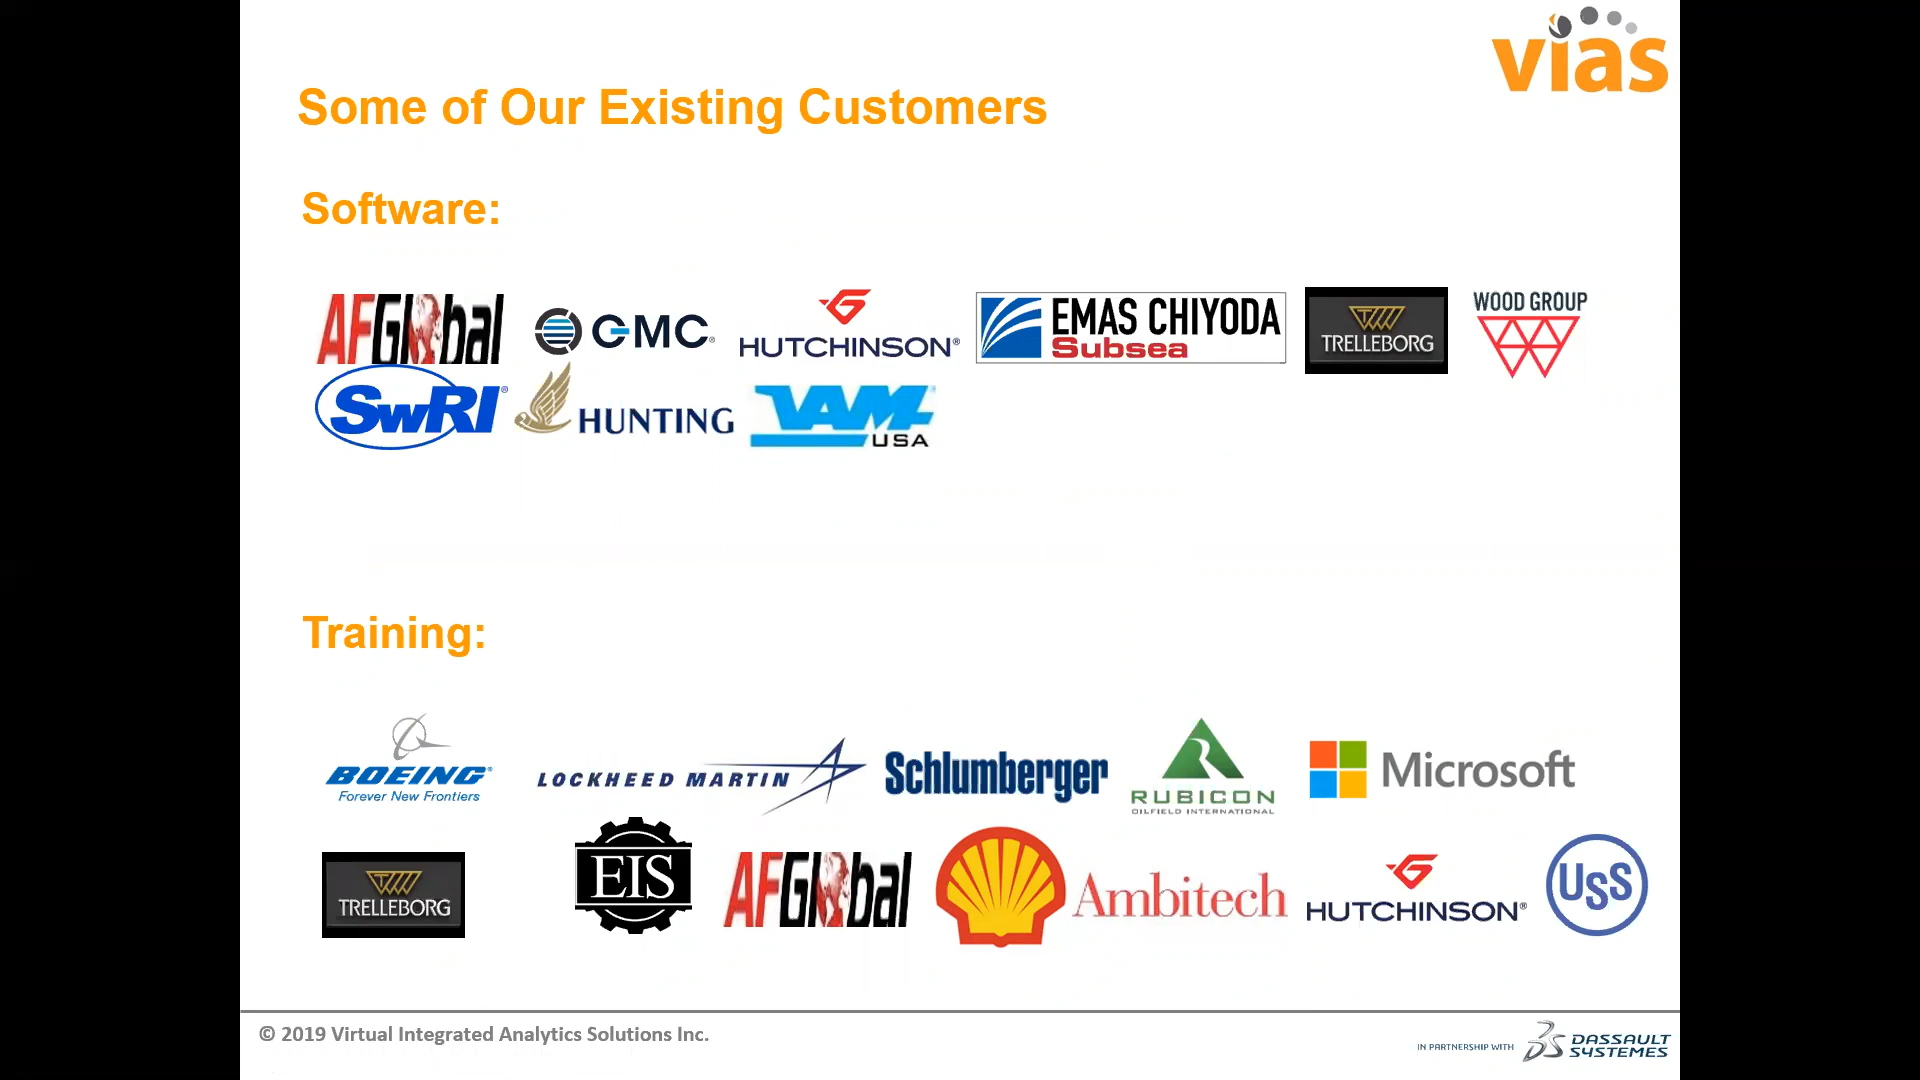 vias
Some of Our Existing Customers
Software:
AFGlobal
GMC
HUTCHINSON®
EMAS CHIYODA
Subsea
TRELLEBORG
WOOD GROUP
SwRI®
HUNTING
VAM
USA
Training:
BOEING®
Forever New Frontiers
LOCKHEED MARTIN
Schlumberger
RUBICON
OILFIELD INTERNATIONAL
Microsoft
TRELLEBORG
EIS
AFGlobal
Ambitech
HUTCHINSON®
USS
© 2019 Virtual Integrated Analytics Solutions Inc.
IN PARTNERSHIP WITH
DASSAULT
SYSTEMES